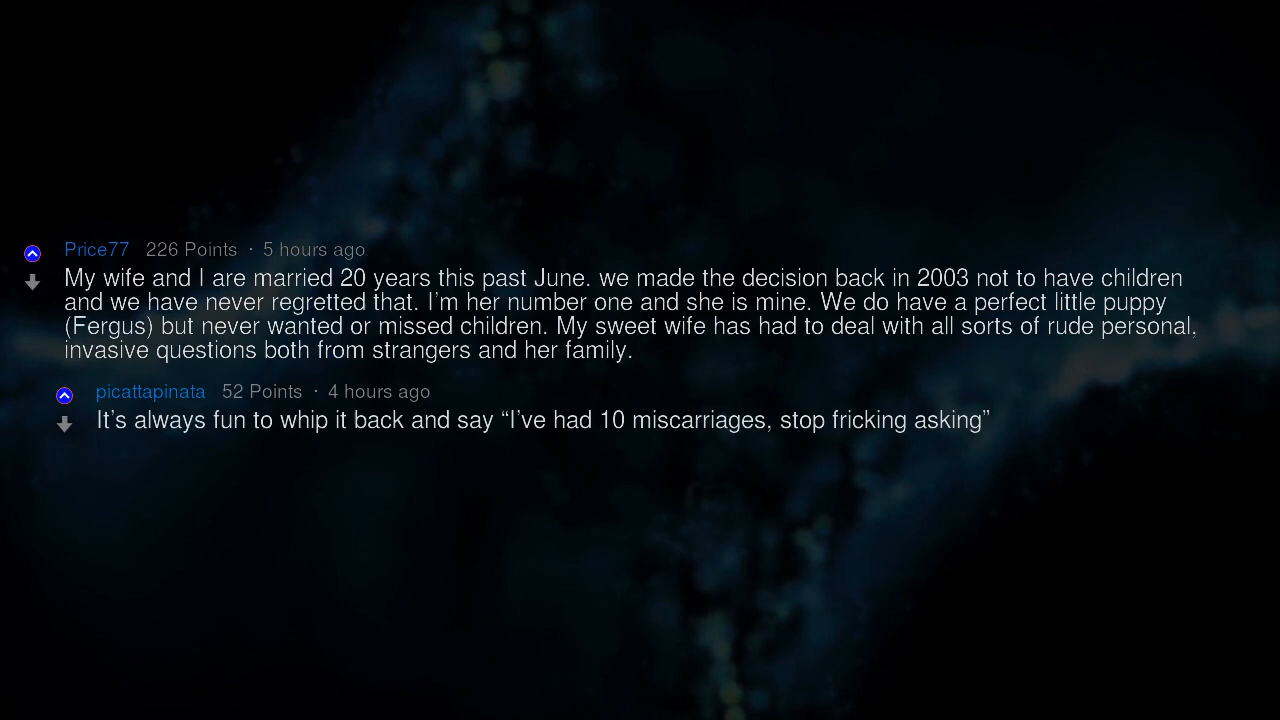 Price77 226 Points · 5 hours ago
My wife and I are married 20 years this past June. we made the decision back in 2003 not to have children
and we have never regretted that. I'm her number one and she is mine. We do have a perfect little puppy
(Fergus) but never wanted or missed children. My sweet wife has had to deal with all sorts of rude personal,
invasive questions both from strangers and her family.
picattapinata 52 Points · 4 hours ago
It's always fun to whip it back and say “I've had 10 miscarriages, stop fricking asking”